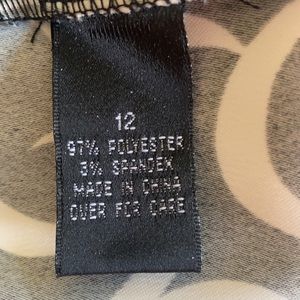 12
97% POLYESTER
3% SPANDEX
MADE IN CHINA
OVER FOR CARE